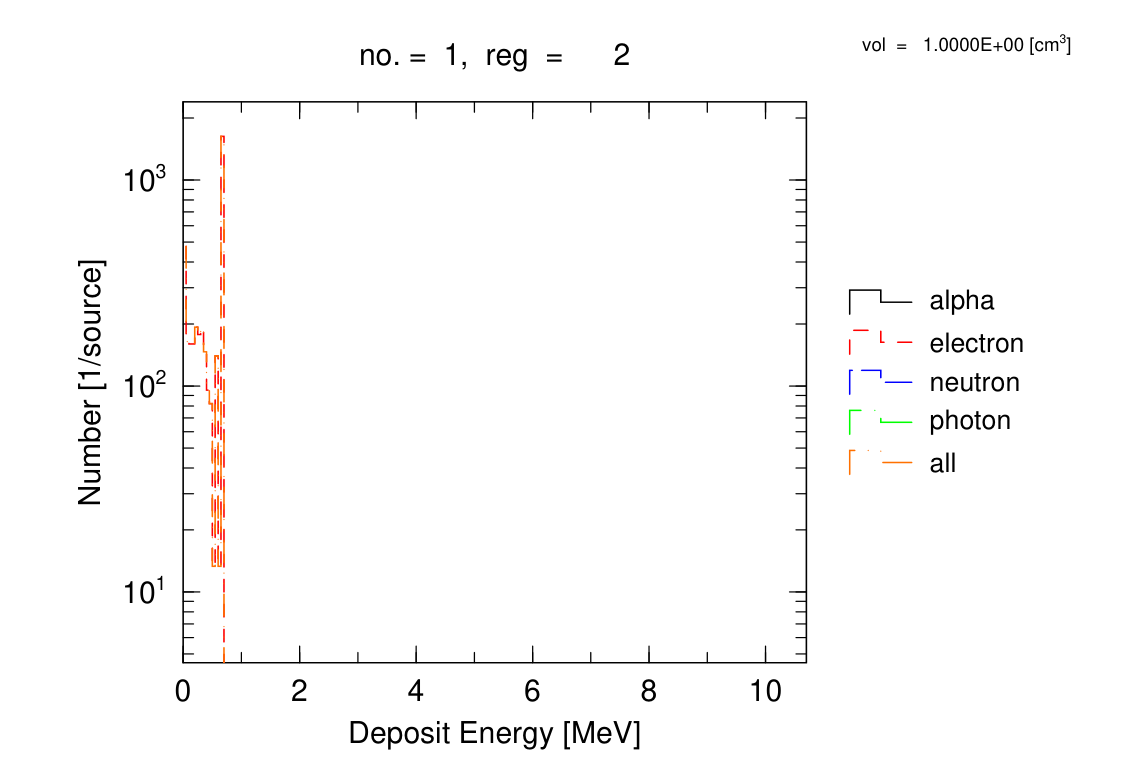 no. = 1, reg = 2
vol = 1.0000E+00 [cm³]
Number [1/source]
10³
10²
10¹
0 2 4 6 8 10
Deposit Energy [MeV]
alpha
electron
neutron
photon
all